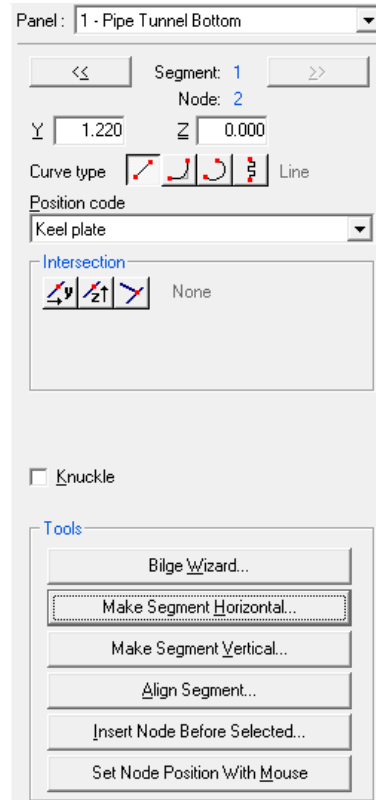 Panel : 1 - Pipe Tunnel Bottom
<< Segment: 1 >>
Node: 2
Y 1.220 Z 0.000
Curve type Line
Position code
Keel plate
Intersection
y z None
Knuckle
Tools
Bilge Wizard...
Make Segment Horizontal...
Make Segment Vertical...
Align Segment...
Insert Node Before Selected...
Set Node Position With Mouse